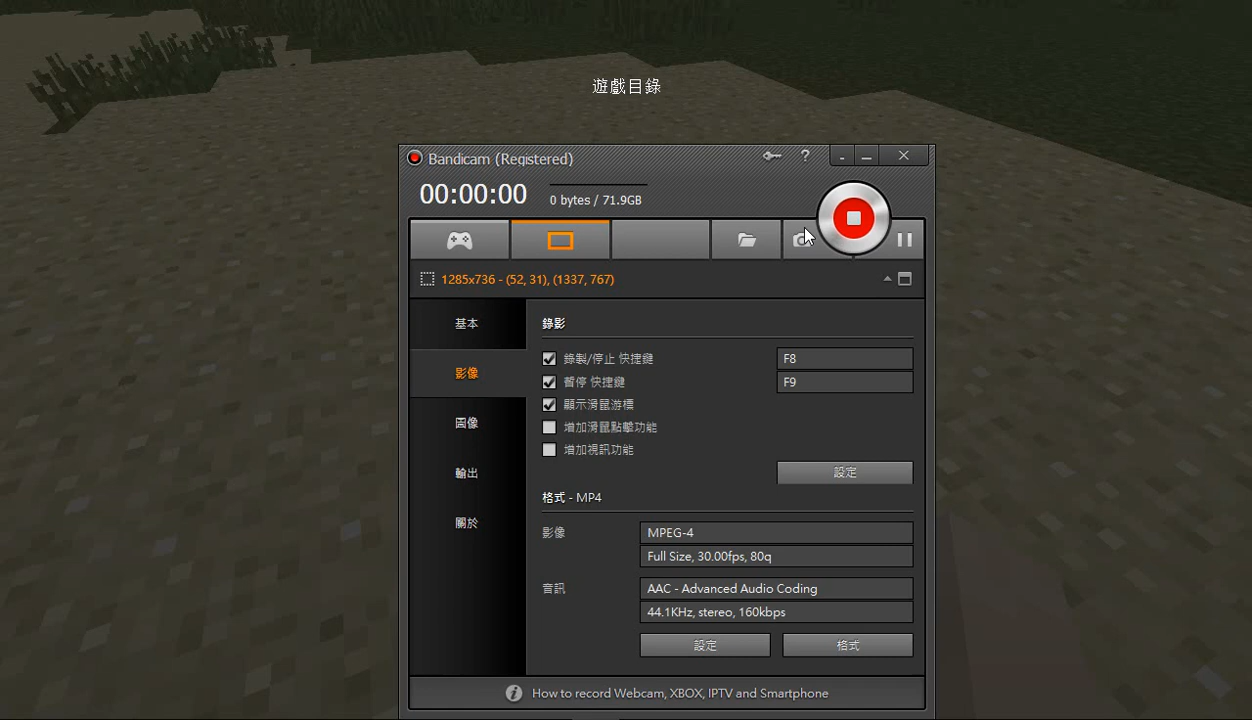 遊戲目錄
Bandicam (Registered)
?
00:00:00
0 bytes / 71.9GB
1285x736 - (52, 31), (1337, 767)
基本
影像
圖像
輸出
關於
錄影
錄製/停止 快捷鍵
F8
暫停 快捷鍵
F9
顯示滑鼠游標
增加滑鼠點擊功能
增加視訊功能
設定
格式 - MP4
影像
MPEG-4
Full Size, 30.00fps, 80q
音訊
AAC - Advanced Audio Coding
44.1KHz, stereo, 160kbps
設定
格式
How to record Webcam, XBOX, IPTV and Smartphone